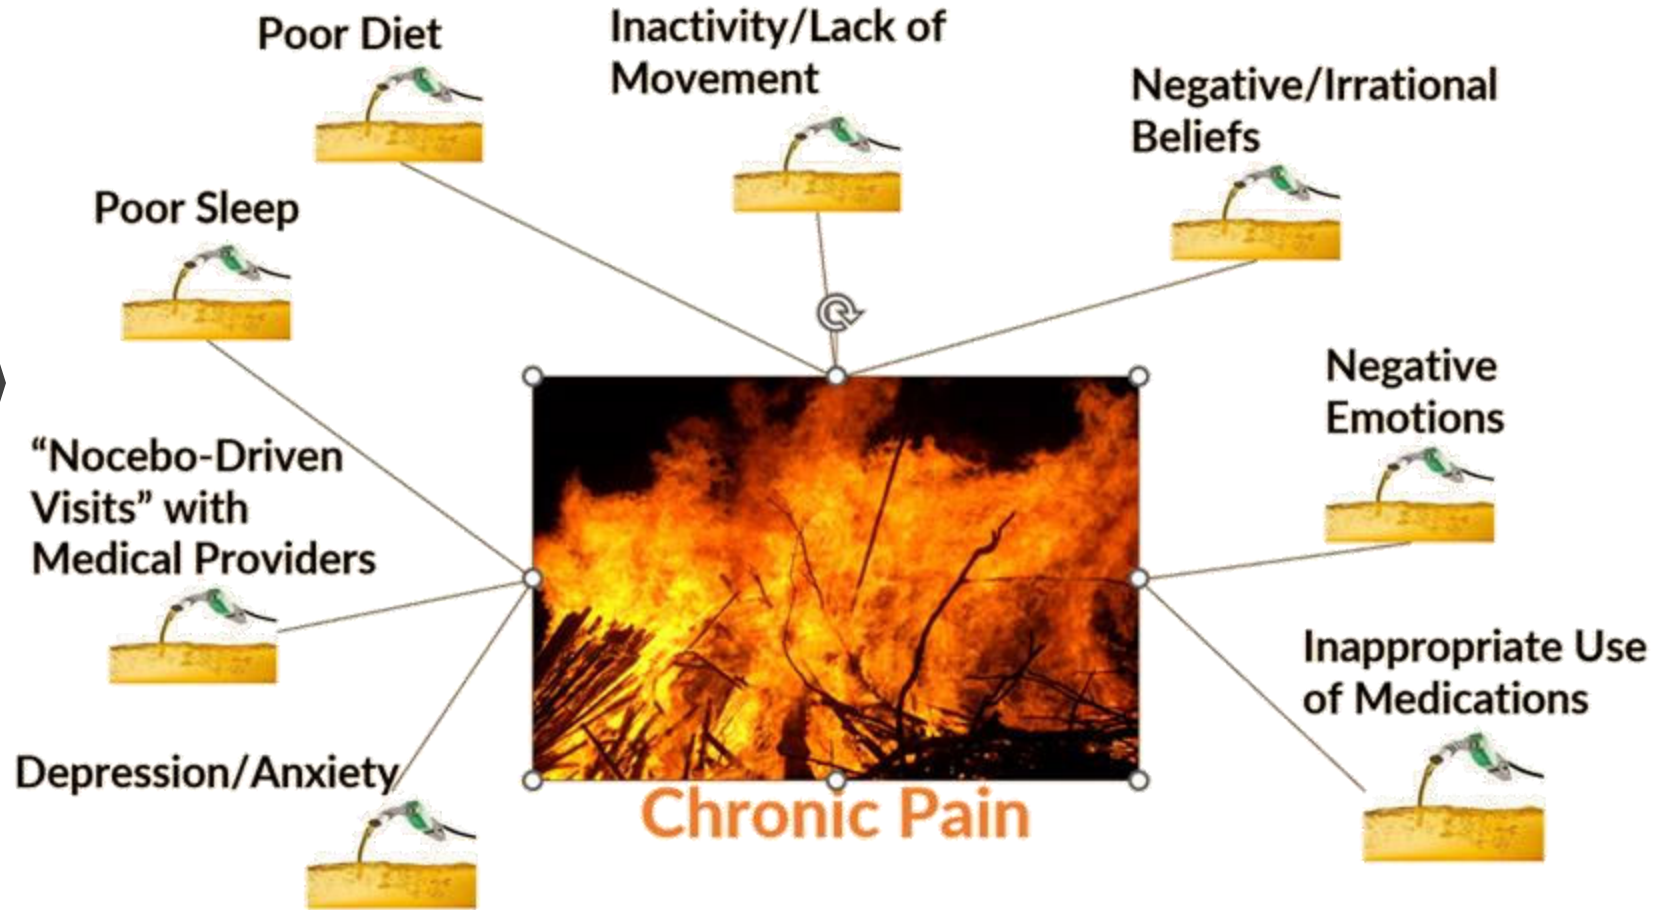 Poor Diet
Inactivity/Lack of
Movement
Negative/Irrational
Beliefs
Poor Sleep
Negative
Emotions
“Nocebo-Driven
Visits” with
Medical Providers
Inappropriate Use
of Medications
Depression/Anxiety
Chronic Pain